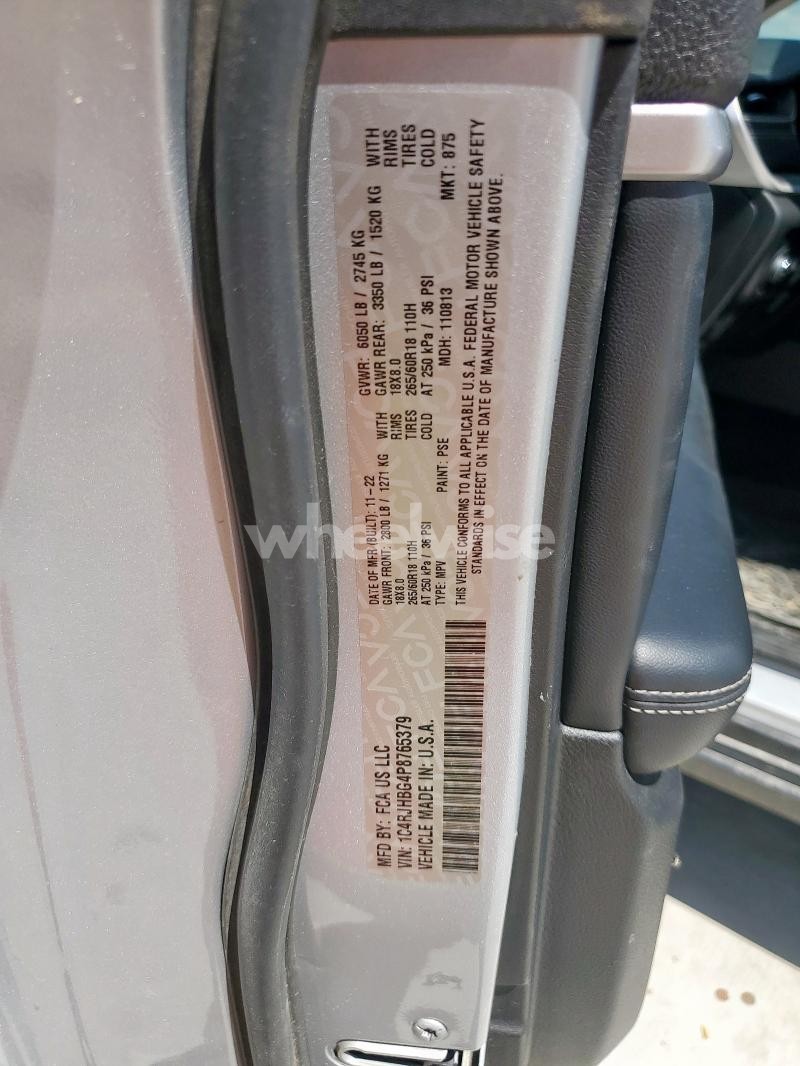 MFD BY: FCA US LLC
VIN: 1C4RJHBG4P8765379
VEHICLE MADE IN: U.S.A.
DATE OF MFR (BUILT): 11-22 GVWR: 6050 LB / 2745 KG
GAWR FRONT: 2800 LB / 1271 KG WITH GAWR REAR: 3350 LB / 1520 KG WITH
18X8.0 RIMS 18X8.0 RIMS
265/60R18 110H TIRES 265/60R18 110H TIRES
AT 250 kPa / 36 PSI COLD AT 250 kPa / 36 PSI COLD
TYPE: MPV PAINT: PSE MDH: 110813 MKT: 875
THIS VEHICLE CONFORMS TO ALL APPLICABLE U.S.A. FEDERAL MOTOR VEHICLE SAFETY
STANDARDS IN EFFECT ON THE DATE OF MANUFACTURE SHOWN ABOVE.
FCA
wheelwise